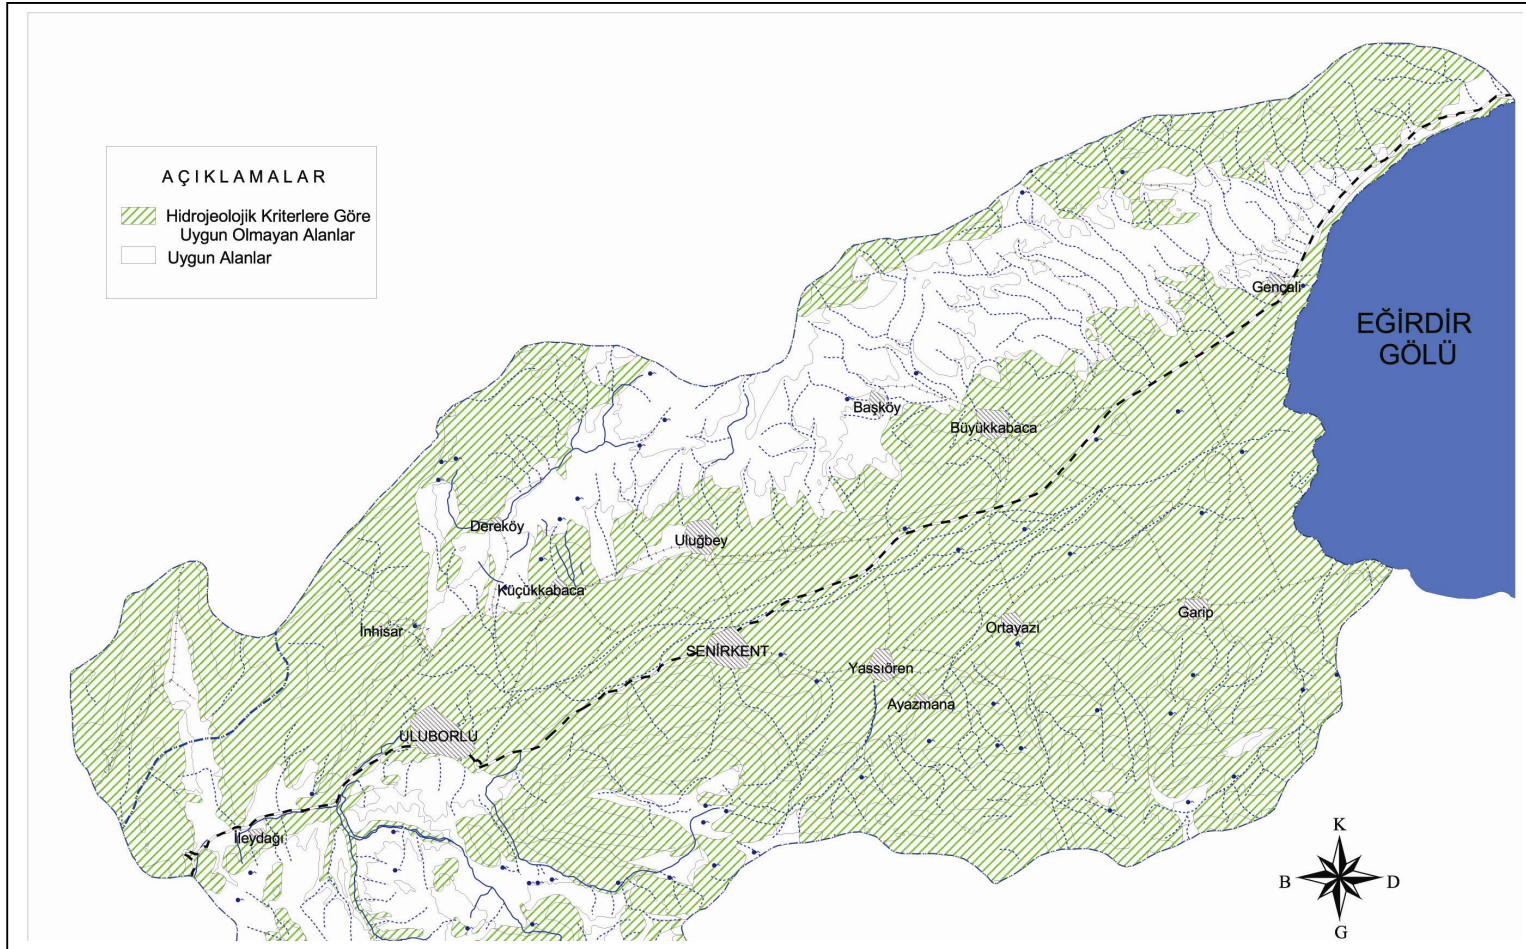 AÇIKLAMALAR
Hidrojeolojik Kriterlere Göre
Uygun Olmayan Alanlar
Uygun Alanlar
Gençali
EĞİRDİR
GÖLÜ
Başköy
Büyükkabaca
Dereköy
Uluğbey
Küçükkabaca
İnhisar
Garip
Ortayazı
SENİRKENT
Yassıören
Ayazmana
ULUBORLU
İleydağı
K
B
D
G